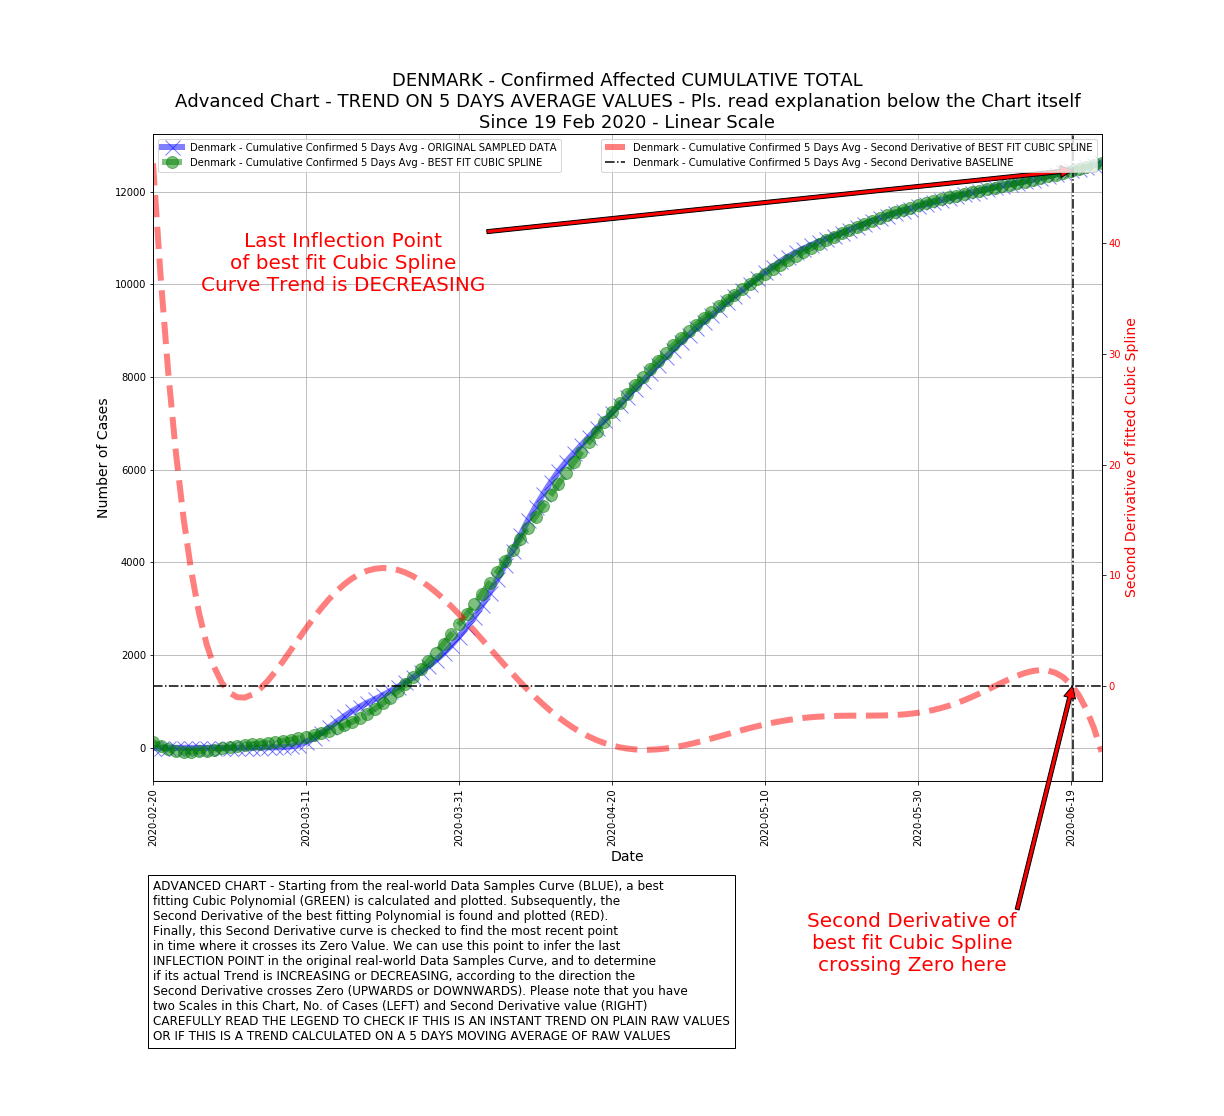 DENMARK - Confirmed Affected CUMULATIVE TOTAL
Advanced Chart - TREND ON 5 DAYS AVERAGE VALUES - Pls. read explanation below the Chart itself
Since 19 Feb 2020 - Linear Scale
Denmark - Cumulative Confirmed 5 Days Avg - ORIGINAL SAMPLED DATA
Denmark - Cumulative Confirmed 5 Days Avg - BEST FIT CUBIC SPLINE
Denmark - Cumulative Confirmed 5 Days Avg - Second Derivative of BEST FIT CUBIC SPLINE
Denmark - Cumulative Confirmed 5 Days Avg - Second Derivative BASELINE
Last Inflection Point
of best fit Cubic Spline
Curve Trend is DECREASING
Number of Cases
12000
10000
8000
6000
4000
2000
0
40
30
20
10
0
Second Derivative of fitted Cubic Spline
2020-02-20
2020-03-11
2020-03-31
2020-04-20
2020-05-10
2020-05-30
2020-06-19
Date
ADVANCED CHART - Starting from the real-world Data Samples Curve (BLUE), a best
fitting Cubic Polynomial (GREEN) is calculated and plotted. Subsequently, the
Second Derivative of the best fitting Polynomial is found and plotted (RED).
Finally, this Second Derivative curve is checked to find the most recent point
in time where it crosses its Zero Value. We can use this point to infer the last
INFLECTION POINT in the original real-world Data Samples Curve, and to determine
if its actual Trend is INCREASING or DECREASING, according to the direction the
Second Derivative crosses Zero (UPWARDS or DOWNWARDS). Please note that you have
two Scales in this Chart, No. of Cases (LEFT) and Second Derivative value (RIGHT)
CAREFULLY READ THE LEGEND TO CHECK IF THIS IS AN INSTANT TREND ON PLAIN RAW VALUES
OR IF THIS IS A TREND CALCULATED ON A 5 DAYS MOVING AVERAGE OF RAW VALUES
Second Derivative of
best fit Cubic Spline
crossing Zero here